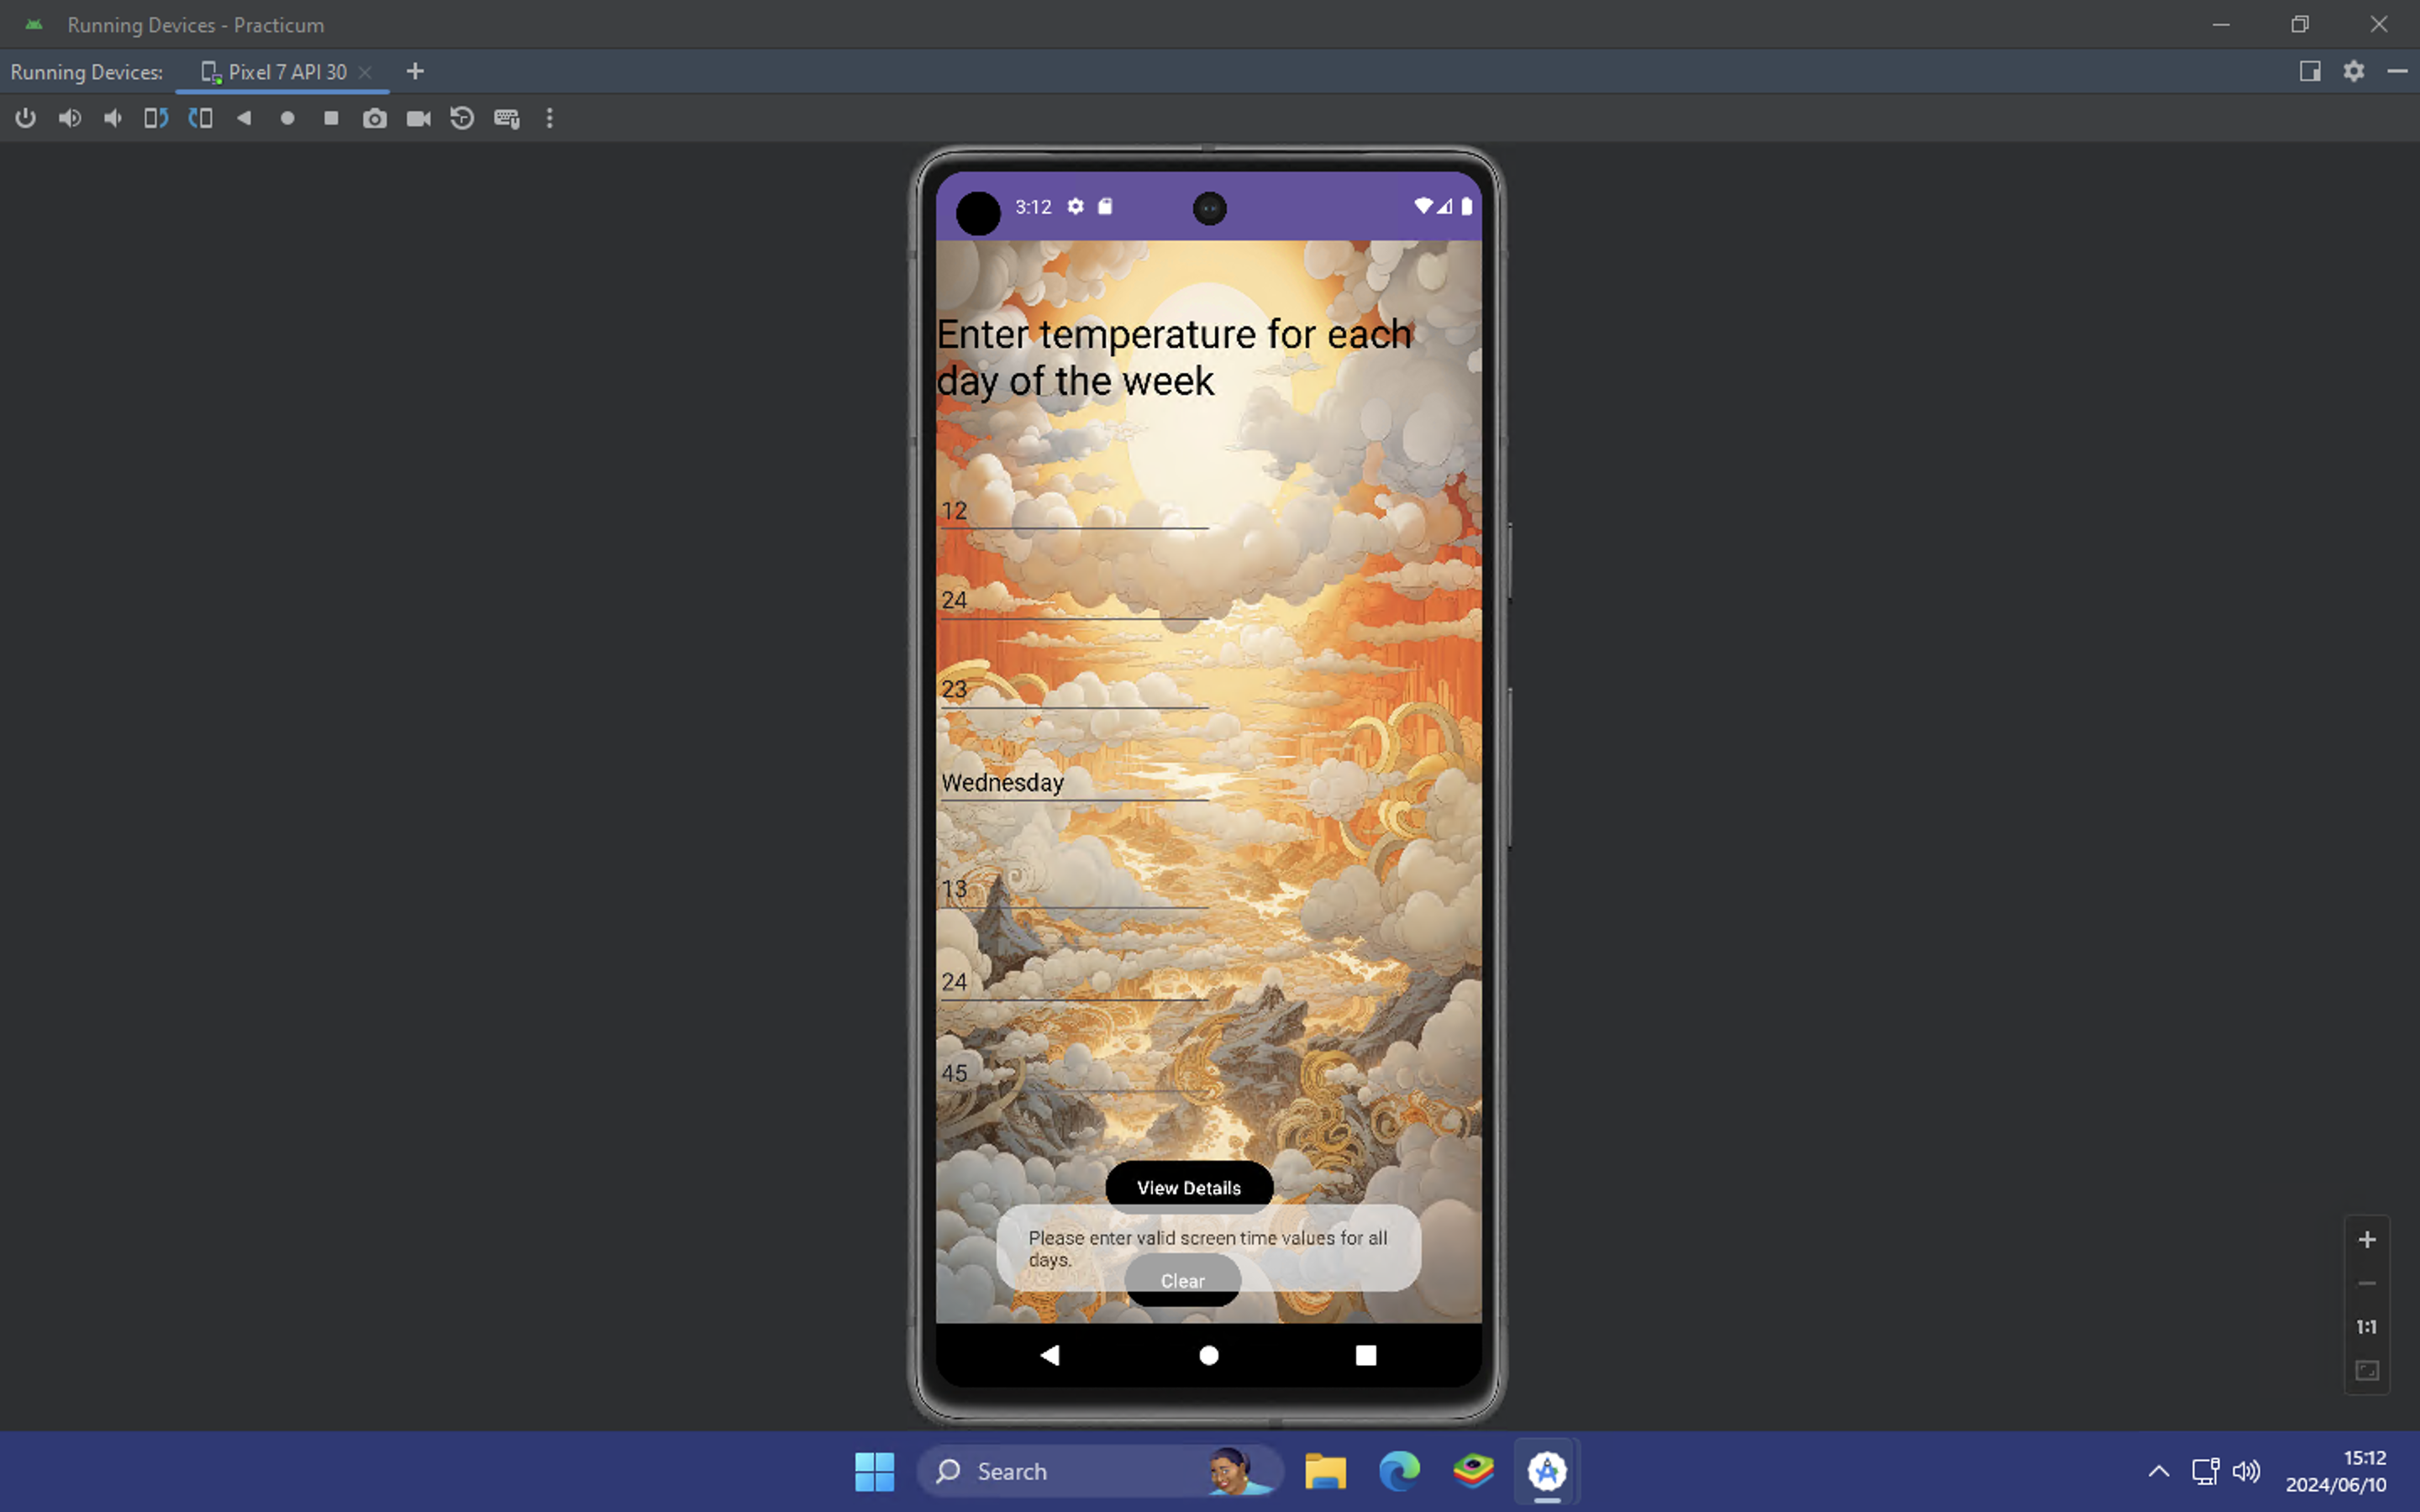 Running Devices - Practicum
Running Devices:
Pixel 7 API 30
3:12
Enter temperature for each
day of the week
12
24
23
Wednesday
13
24
45
View Details
Please enter valid screen time values for all
days.
Clear
1:1
Search
15:12
2024/06/10